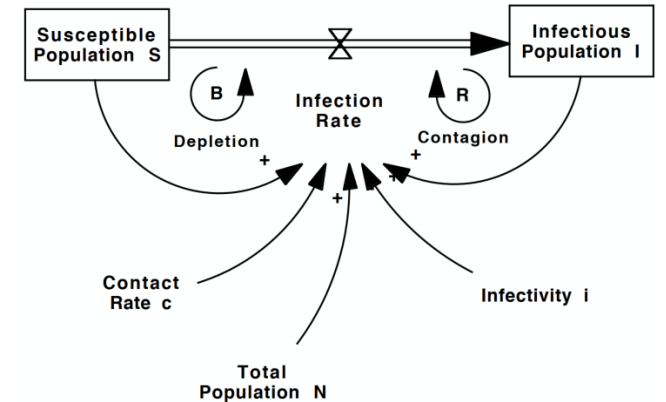 Susceptible
Population S
Infectious
Population I
B
R
Infection
Rate
Depletion
Contagion
+
+
+
+
Contact
Rate c
Infectivity i
Total
Population N